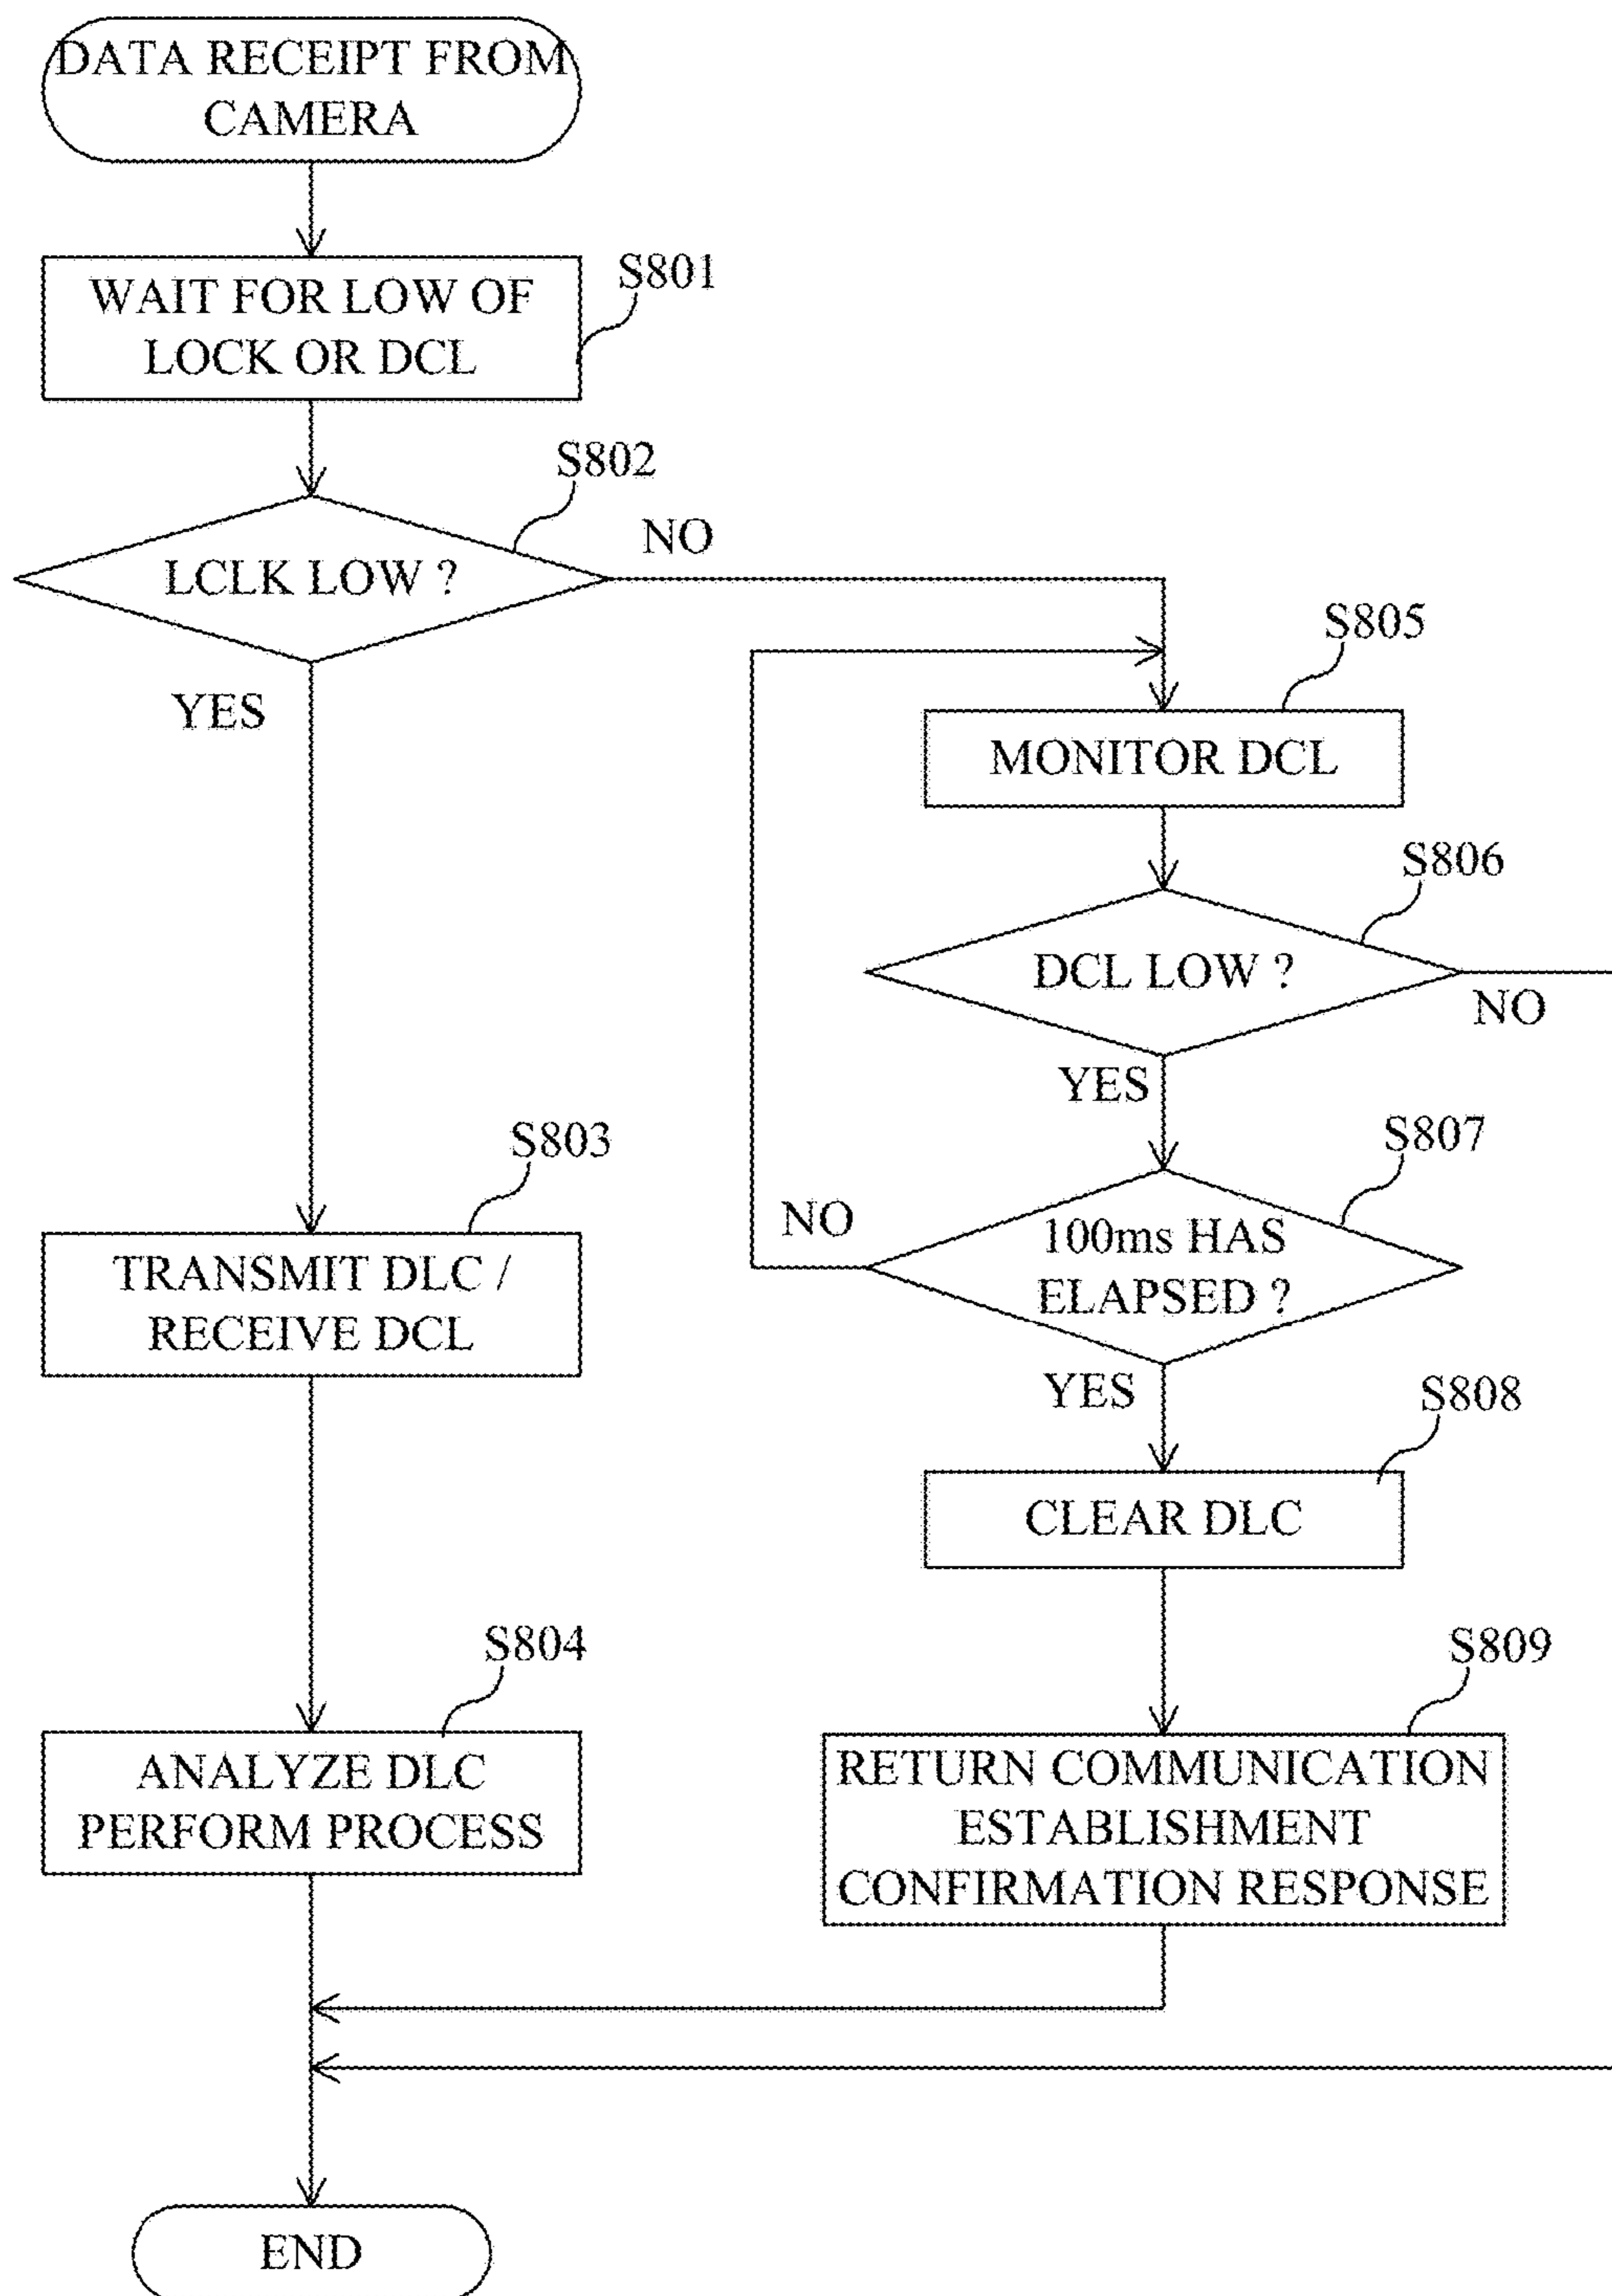 DATA RECEIPT FROM
CAMERA
S801
WAIT FOR LOW OF
LOCK OR DCL
S802
LCLK LOW ?
NO
YES
S805
MONITOR DCL
S806
DCL LOW ?
NO
YES
S807
100ms HAS
ELAPSED ?
NO
YES
S803
TRANSMIT DLC /
RECEIVE DCL
S808
CLEAR DLC
S804
ANALYZE DLC
PERFORM PROCESS
S809
RETURN COMMUNICATION
ESTABLISHMENT
CONFIRMATION RESPONSE
END